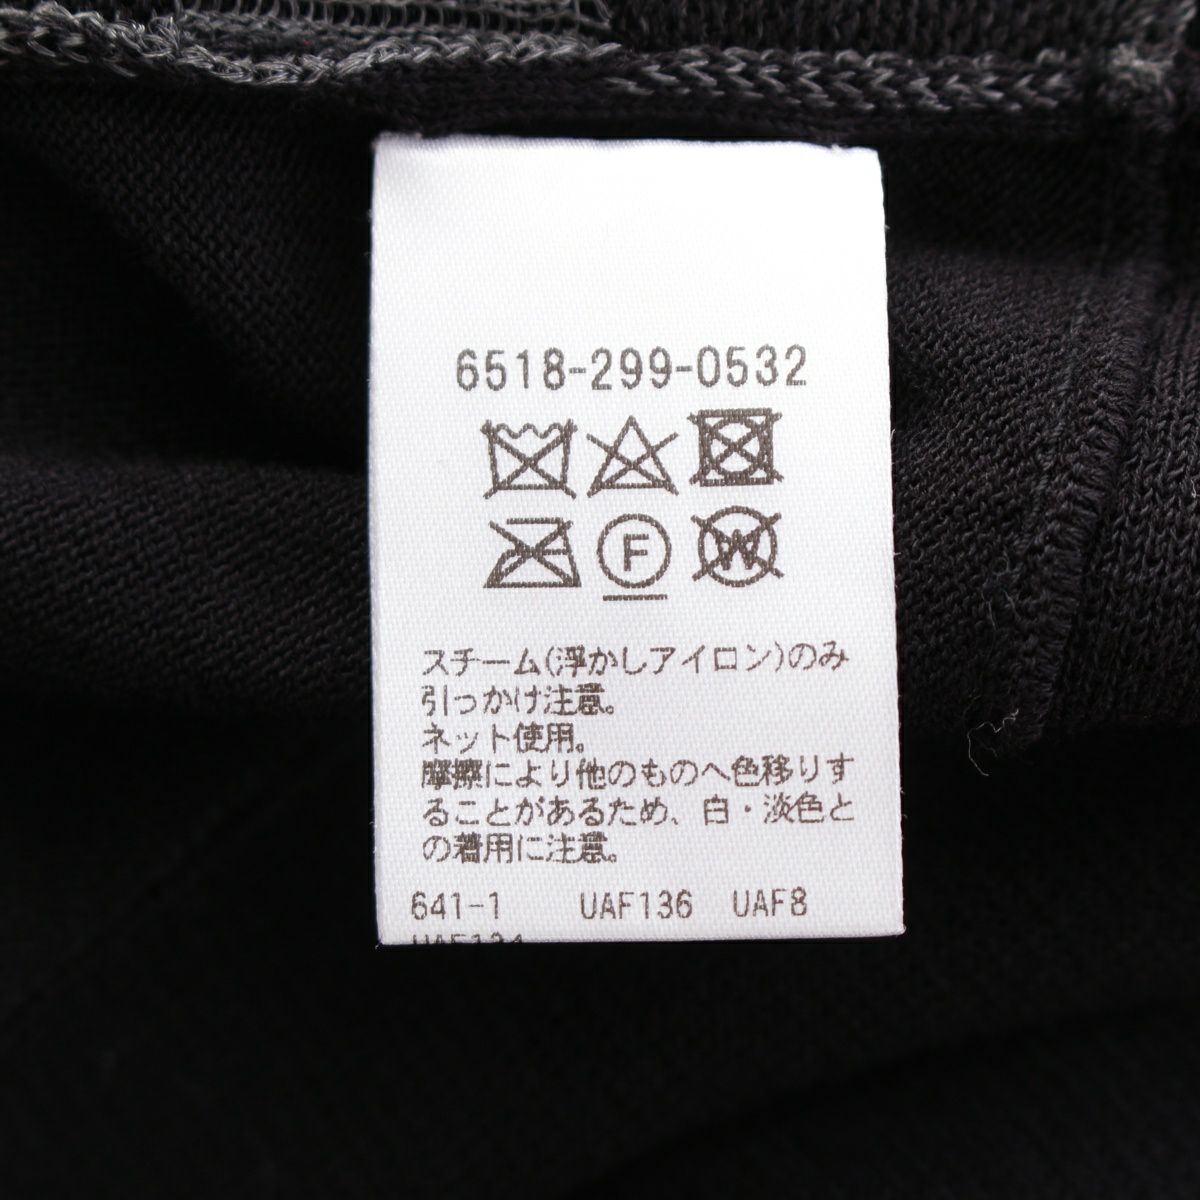 6518-299-0532
F W
スチーム(浮かしアイロン)のみ
引っかけ注意。
ネット使用。
摩擦により他のものへ色移りす
ることがあるため、白・淡色と
の着用に注意。
641-1 UAF136 UAF8